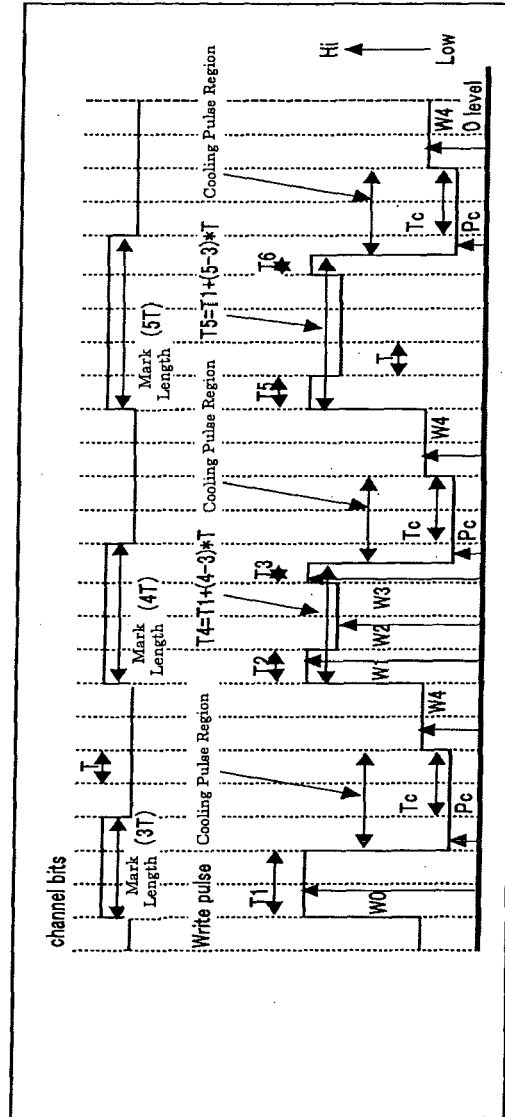 channel bits
Mark
Length
(3T)
T
Mark
Length
(4T)
Mark
Length
(5T)
Write pulse
Cooling Pulse Region
T4=T1+(4-3)*T
Cooling Pulse Region
T5=T1+(5-3)*T
Cooling Pulse Region
Hi
Low
T1
T2
T3
T5
T6
T
W0
Pc
Tc
W4
W1
W2
W3
Pc
Tc
W4
Pc
Tc
W4
0 level